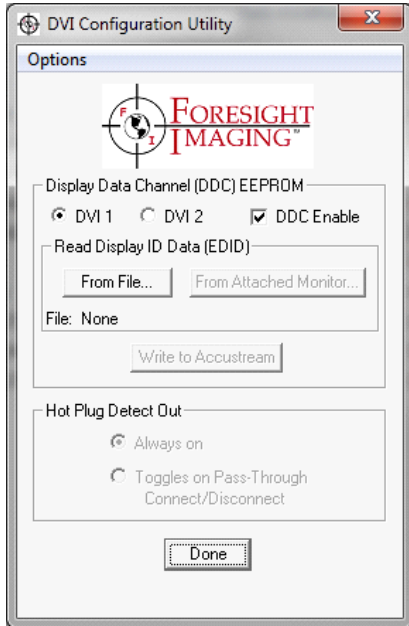 DVI Configuration Utility
Options
F
I
FORESIGHT
IMAGING™
Display Data Channel (DDC) EEPROM
DVI 1 DVI 2 DDC Enable
Read Display ID Data (EDID)
From File... From Attached Monitor...
File: None
Write to Accustream
Hot Plug Detect Out
Always on
Toggles on Pass-Through
Connect/Disconnect
Done